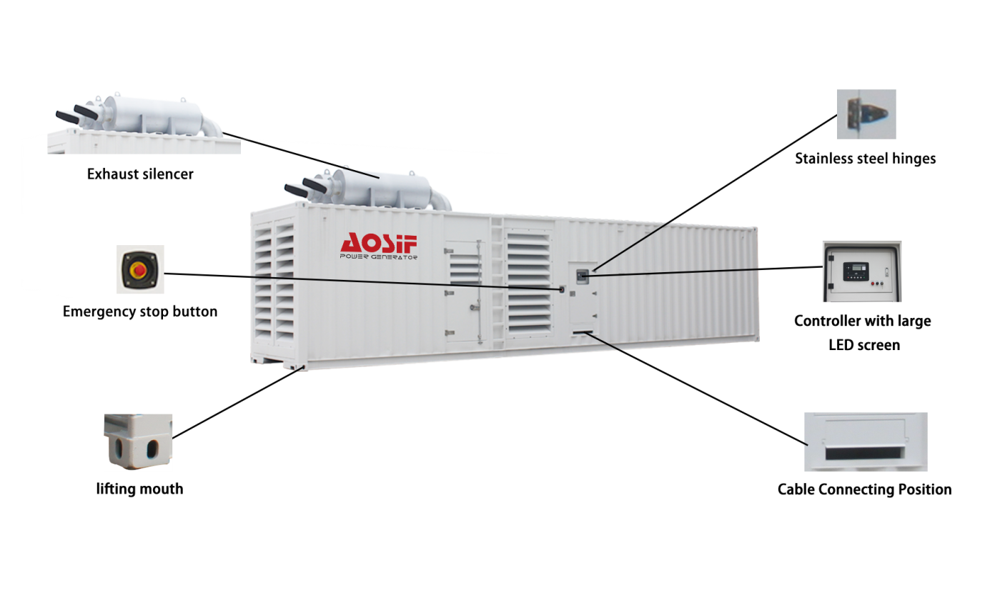 Exhaust silencer
Stainless steel hinges
AOSIF
POWER GENERATOR
Emergency stop button
Controller with large
LED screen
lifting mouth
Cable Connecting Position